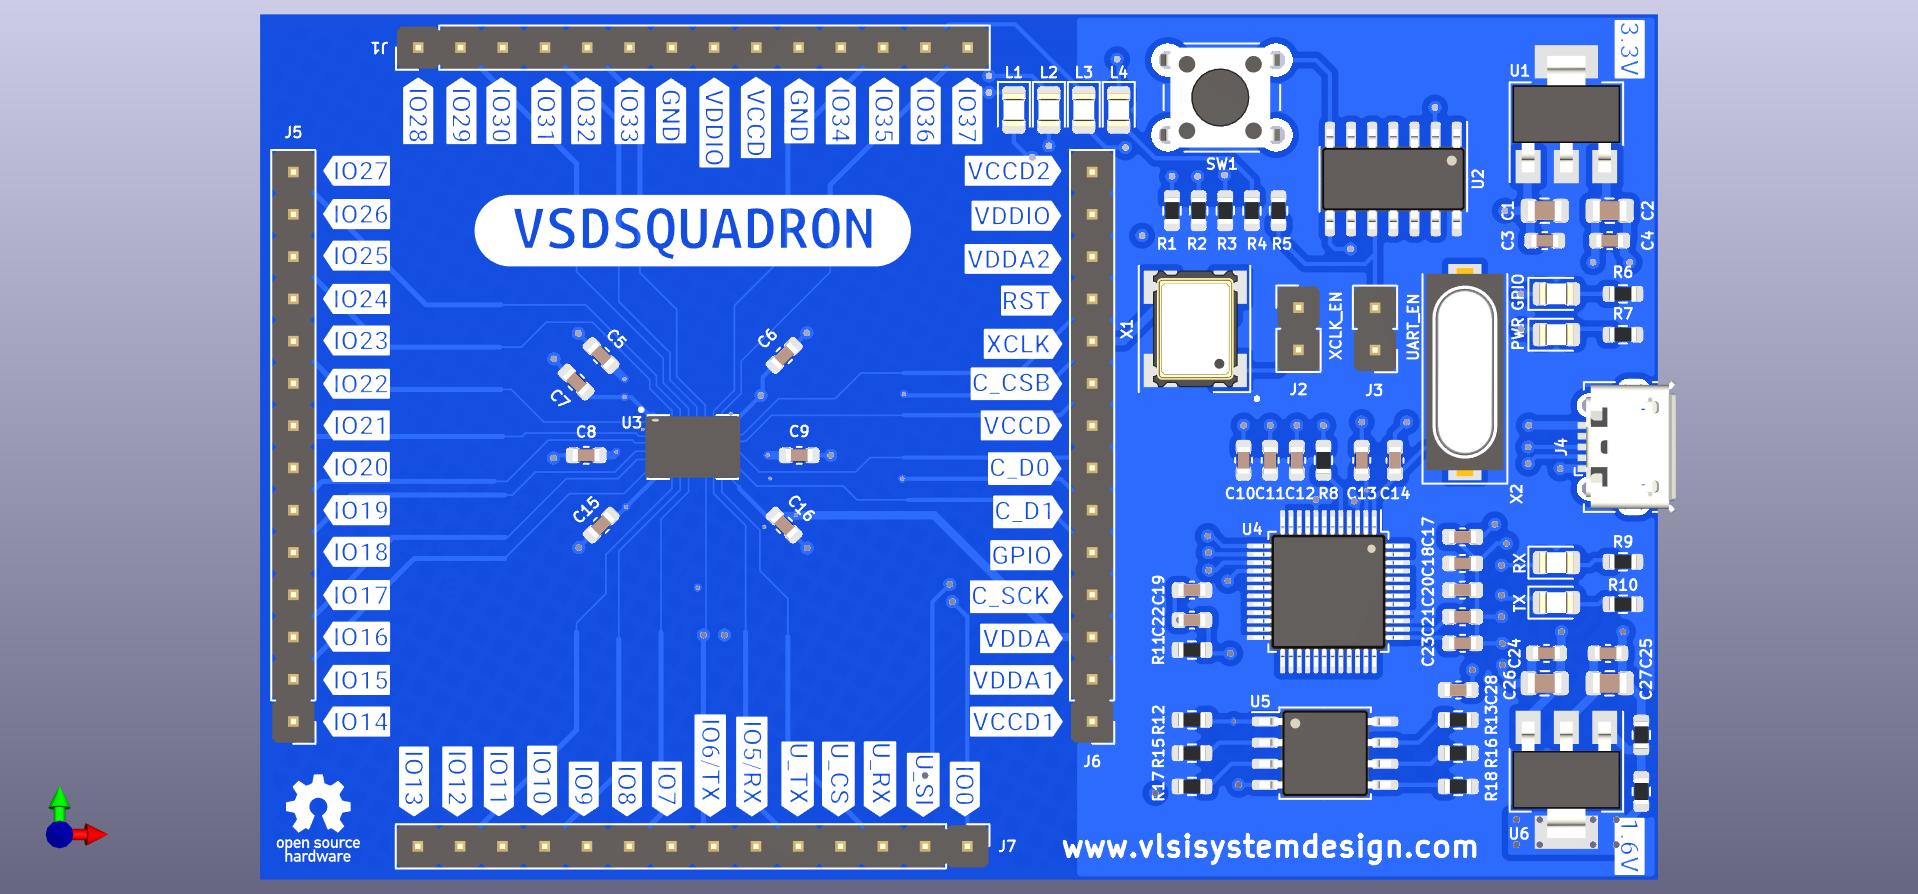 J1
IO28
IO29
IO30
IO31
IO32
IO33
GND
VDDIO
VCCD
GND
IO34
IO35
IO36
IO37
L1
L2
L3
L4
SW1
U2
U1
3.3V
J5
IO27
IO26
IO25
IO24
IO23
IO22
IO21
IO20
IO19
IO18
IO17
IO16
IO15
IO14
VSDSQUADRON
VCCD2
VDDIO
VDDA2
RST
XCLK
C_CSB
VCCD
C_D0
C_D1
GPIO
C_SCK
VDDA
VDDA1
VCCD1
J6
C5
C6
C7
U3
C8
C9
C15
C16
R1
R2
R3
R4
R5
C1
C2
C3
C4
X1
XCLK_EN
J2
UART_EN
J3
X2
GPIO
PWR
R6
R7
J4
C10
C11
C12
R8
C13
C14
U4
C17
C18
C20
C21
C23
C19
C22
R11
RX
TX
R9
R10
C24
C25
C26
C27
C28
U5
R12
R15
R17
R13
R16
R18
U6
1.6V
IO13
IO12
IO11
IO10
IO9
IO8
IO7
IO6/TX
IO5/RX
U_TX
U_CS
U_RX
U_SI
IO0
J7
open source
hardware
www.vlsisystemdesign.com